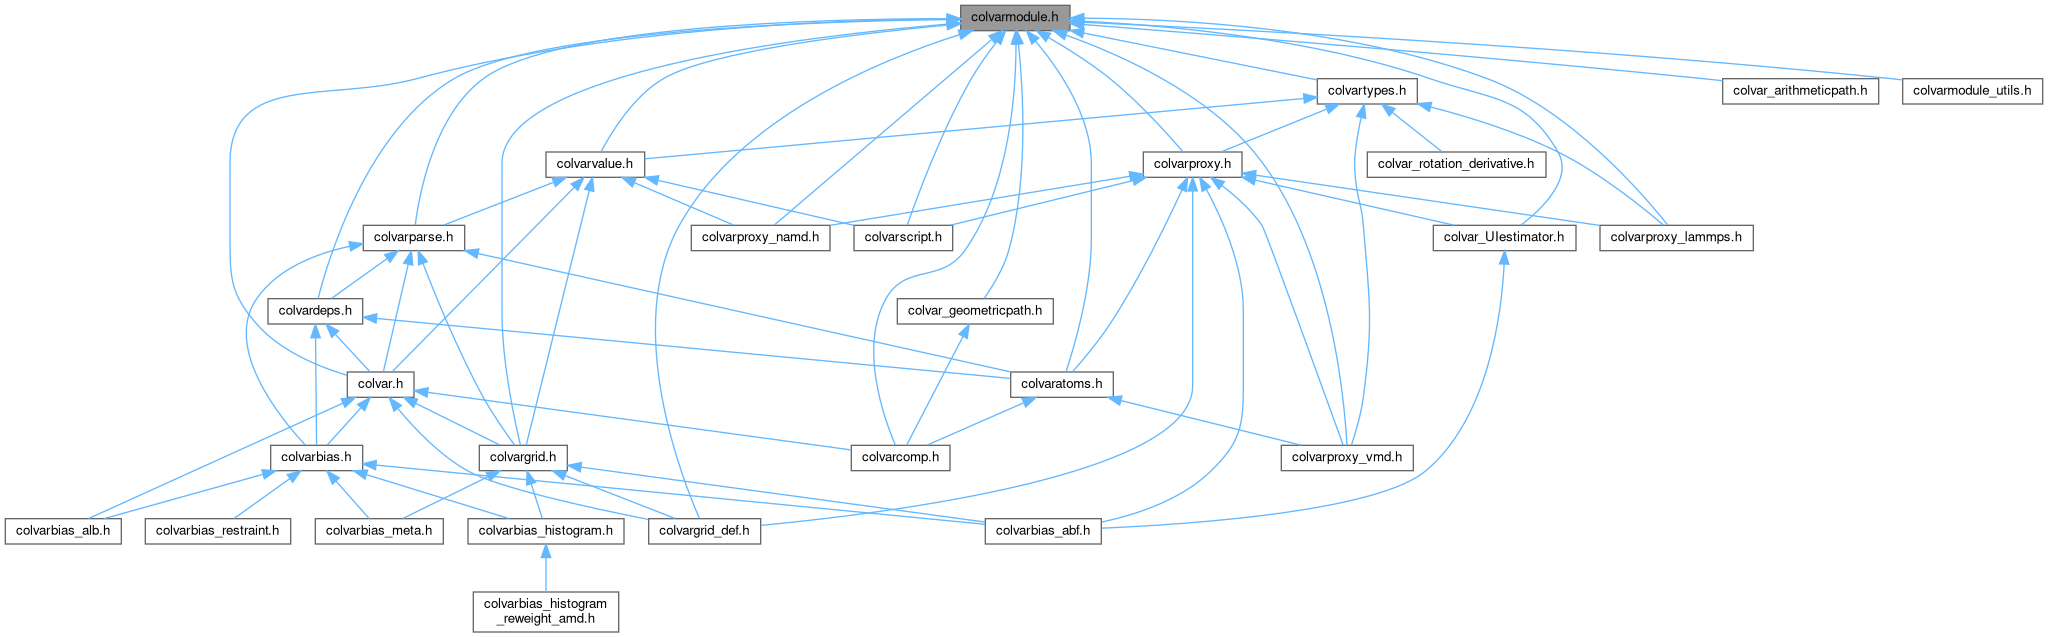 colvarmodule.h
colvartypes.h
colvar_arithmeticpath.h
colvarmodule_utils.h
colvarvalue.h
colvarproxy.h
colvar_rotation_derivative.h
colvarparse.h
colvarproxy_namd.h
colvarscript.h
colvar_UIestimator.h
colvarproxy_lammps.h
colvardeps.h
colvar_geometricpath.h
colvar.h
colvaratoms.h
colvarbias.h
colvargrid.h
colvarcomp.h
colvarproxy_vmd.h
colvarbias_alb.h
colvarbias_restraint.h
colvarbias_meta.h
colvarbias_histogram.h
colvargrid_def.h
colvarbias_abf.h
colvarbias_histogram
_reweight_amd.h